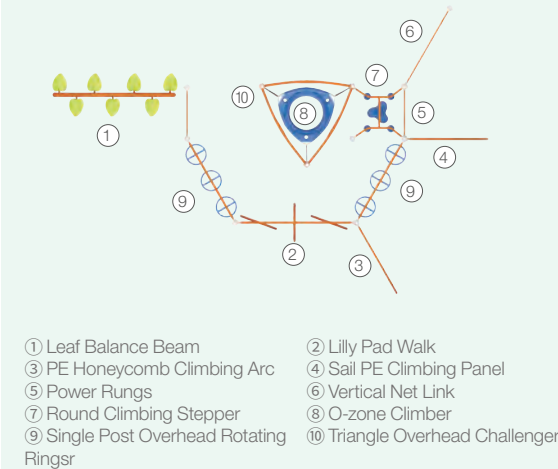 ⑥
⑦
⑩
⑧
⑤
①
④
⑨
⑨
②
③
① Leaf Balance Beam
② Lilly Pad Walk
③ PE Honeycomb Climbing Arc
④ Sail PE Climbing Panel
⑤ Power Rungs
⑥ Vertical Net Link
⑦ Round Climbing Stepper
⑧ O-zone Climber
⑨ Single Post Overhead Rotating
Ringsr
⑩ Triangle Overhead Challenger